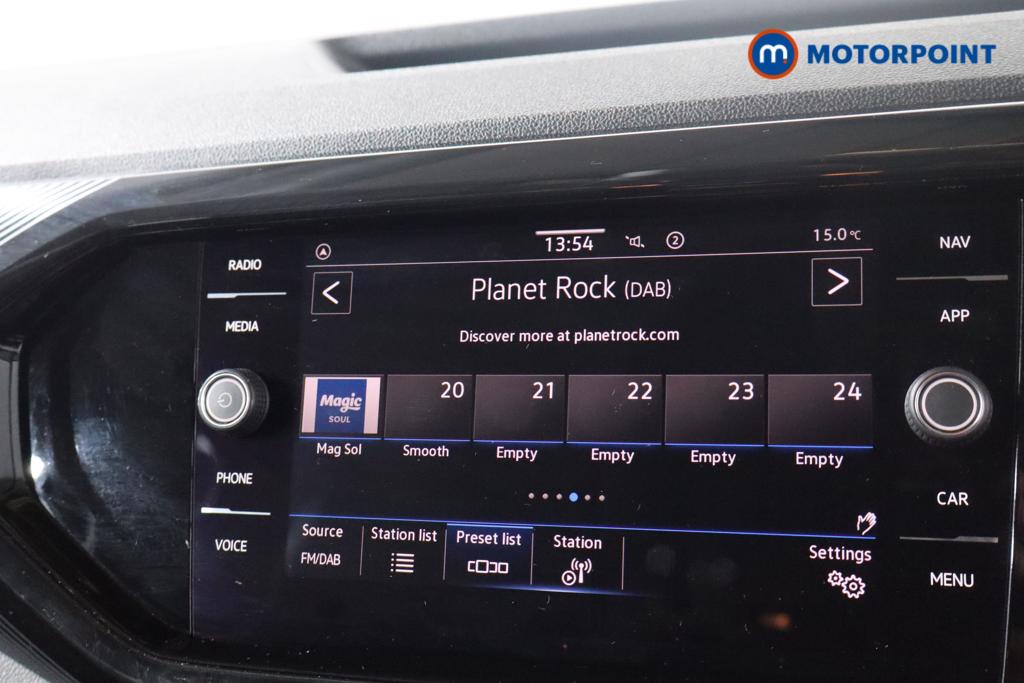 m MOTORPOINT
RADIO
MEDIA
PHONE
VOICE
13:54
2
15.0°C
Planet Rock (DAB)
Discover more at planetrock.com
Magic
SOUL
20 21 22 23 24
Mag Sol Smooth Empty Empty Empty Empty
Source Station list Preset list Station Settings
FM/DAB
NAV
APP
CAR
MENU